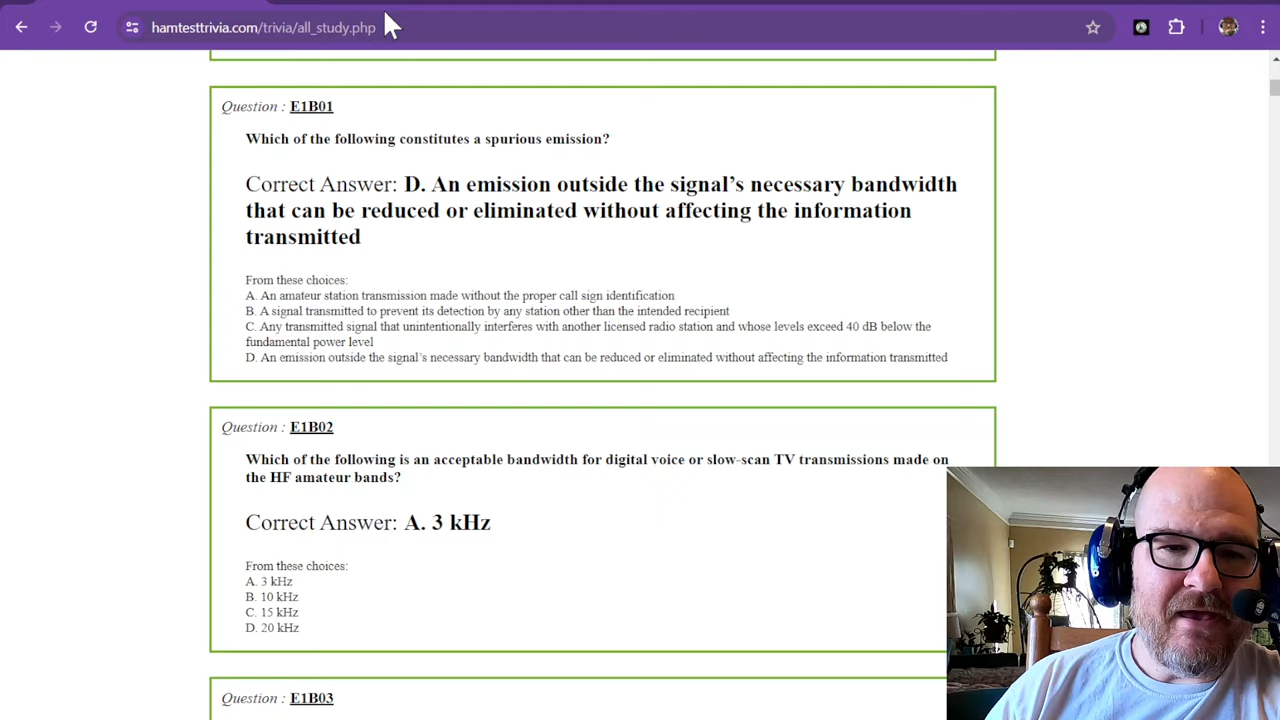 hamtesttrivia.com/trivia/all_study.php
Question : E1B01
Which of the following constitutes a spurious emission?
Correct Answer: D. An emission outside the signal’s necessary bandwidth
that can be reduced or eliminated without affecting the information
transmitted
From these choices:
A. An amateur station transmission made without the proper call sign identification
B. A signal transmitted to prevent its detection by any station other than the intended recipient
C. Any transmitted signal that unintentionally interferes with another licensed radio station and whose levels exceed 40 dB below the
fundamental power level
D. An emission outside the signal’s necessary bandwidth that can be reduced or eliminated without affecting the information transmitted
Question : E1B02
Which of the following is an acceptable bandwidth for digital voice or slow-scan TV transmissions made on
the HF amateur bands?
Correct Answer: A. 3 kHz
From these choices:
A. 3 kHz
B. 10 kHz
C. 15 kHz
D. 20 kHz
Question : E1B03